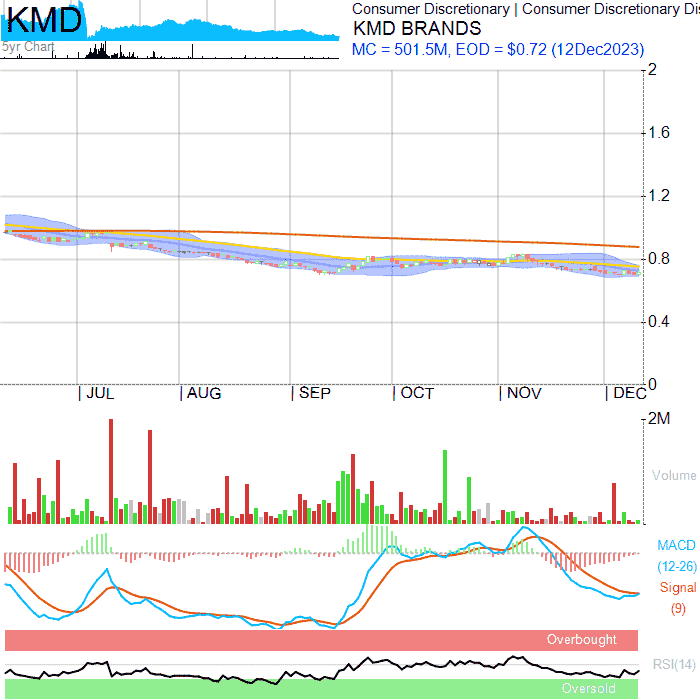 KMD
5yr Chart
Consumer Discretionary | Consumer Discretionary Dis
KMD BRANDS
MC = 501.5M, EOD = $0.72 (12Dec2023)
2
1.6
1.2
0.8
0.4
0
JUL
AUG
SEP
OCT
NOV
DEC
2M
Volume
MACD
(12-26)
Signal
(9)
Overbought
RSI(14)
Oversold